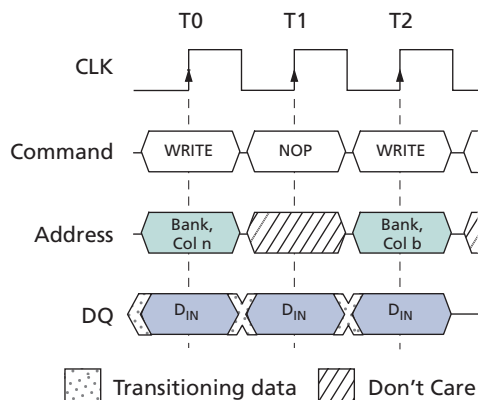 T0 T1 T2
CLK
Command WRITE NOP WRITE
Address Bank, Col n Bank, Col b
DQ DIN DIN DIN
Transitioning data Don't Care